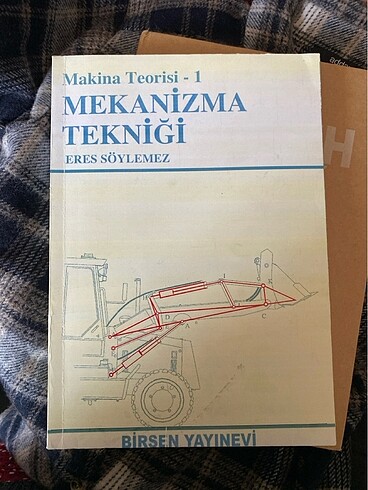 Makina Teorisi - 1
MEKANİZMA
TEKNİĞİ
ERES SÖYLEMEZ
BİRSEN YAYINEVİ
H
A
C